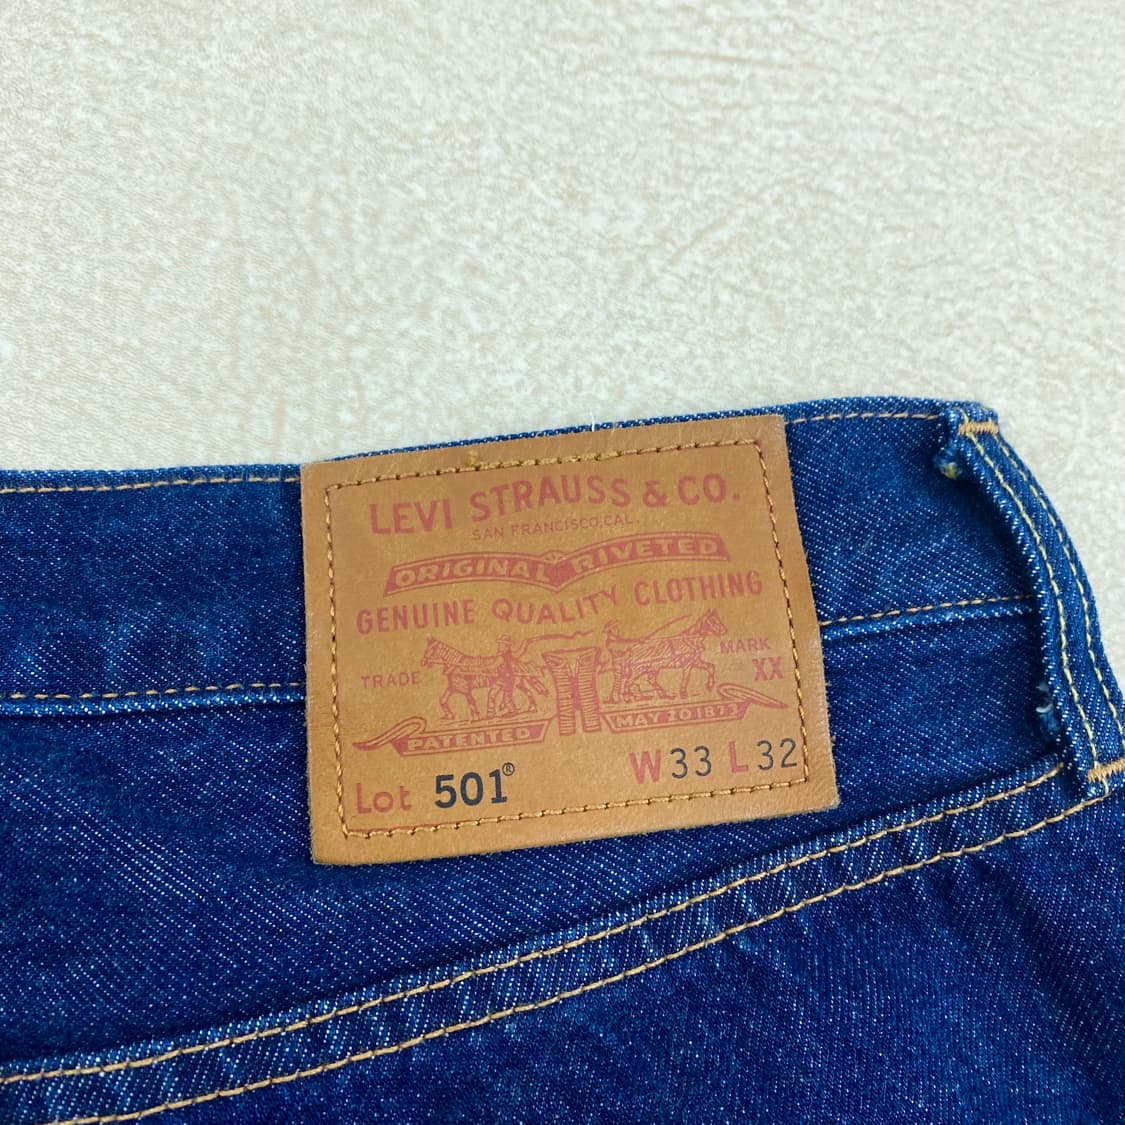 LEVI STRAUSS & CO.
SAN FRANCISCO, CAL.
ORIGINAL RIVETED
GENUINE QUALITY CLOTHING
TRADE MARK
XX
PATENTED MAY 20 1873
Lot 501® W33 L32